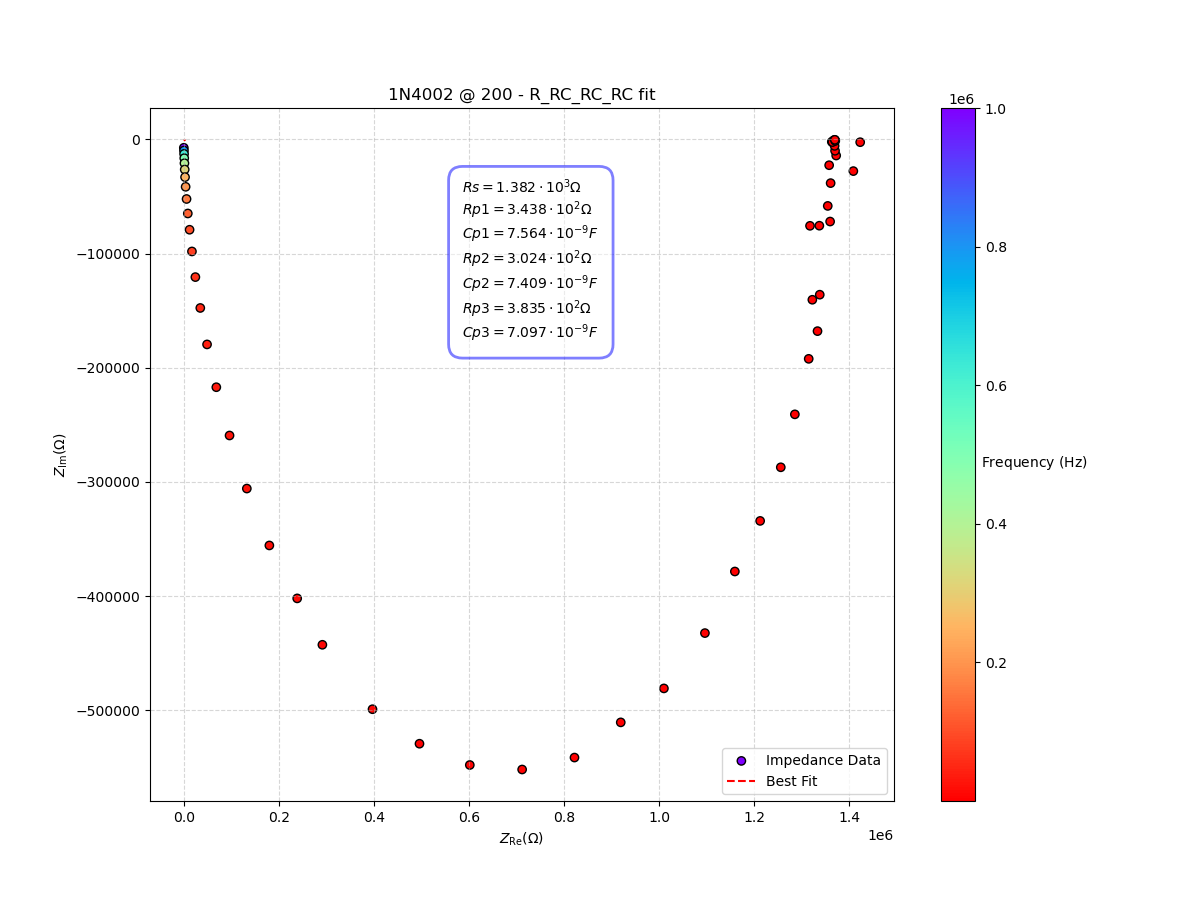 1N4002 @ 200 - R_RC_RC_RC fit
1e6
1.0
0.8
0.6
0.4
0.2
Frequency (Hz)
0
−100000
−200000
−300000
−400000
−500000
Z_Im(Ω)
Rs = 1.382 · 10^3Ω
Rp1 = 3.438 · 10^2Ω
Cp1 = 7.564 · 10^−9F
Rp2 = 3.024 · 10^2Ω
Cp2 = 7.409 · 10^−9F
Rp3 = 3.835 · 10^2Ω
Cp3 = 7.097 · 10^−9F
Impedance Data
Best Fit
0.0 0.2 0.4 0.6 0.8 1.0 1.2 1.4
1e6
Z_Re(Ω)